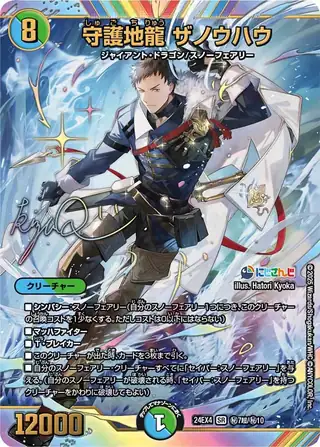 8
しゅ ご ち りゅう
守護地龍 ザノウハウ
ジャイアント・ドラゴン/スノーフェアリー
にじさんじ
illus. Hatori Kyoka
クリーチャー
■シンパシー:スノーフェアリー(自分のスノーフェアリー1つにつき、このクリーチャー
の召喚コストを1少なくする。ただしコストは0以下にはならない)
■マッハファイター
■T・ブレイカー
■このクリーチャーが出た時、カードを3枚まで引く。
■自分のスノーフェアリー・クリーチャーすべてに「セイバー:スノーフェアリー」を与える。
(自分のスノーフェアリーが破壊される時、「セイバー:スノーフェアリー」を持つ
クリーチャーをかわりに破壊してもよい)
12000
1
24EX4 SR